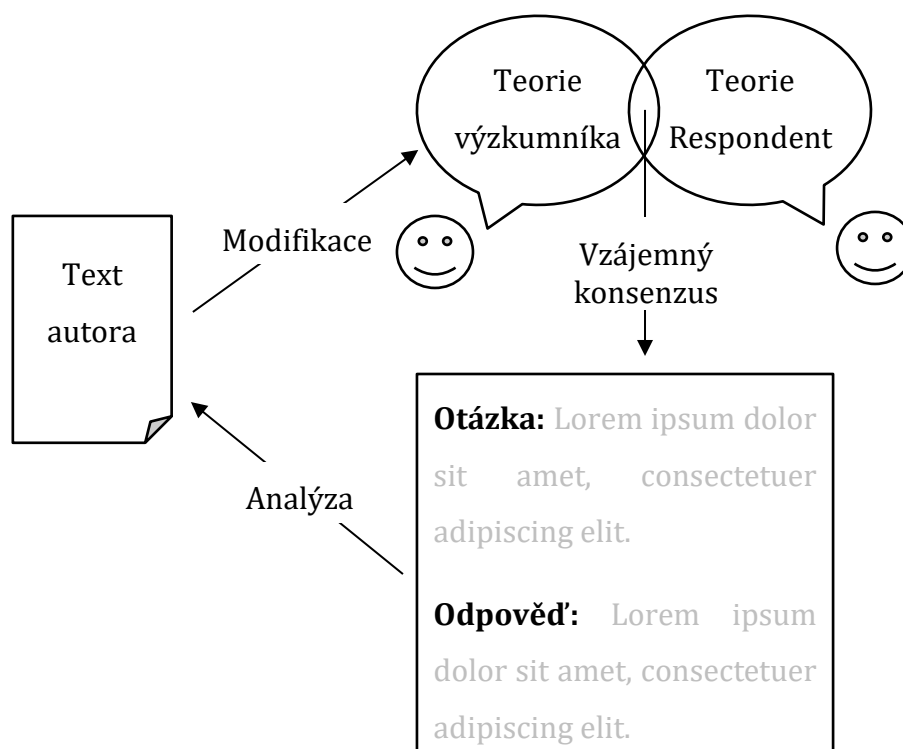 Teorie
výzkumníka
Teorie
Respondent
Modifikace
Text
autora
Vzájemný
konsenzus
Otázka: Lorem ipsum dolor
sit amet, consectetuer
adipiscing elit.
Analýza
Odpověď: Lorem ipsum
dolor sit amet, consectetuer
adipiscing elit.